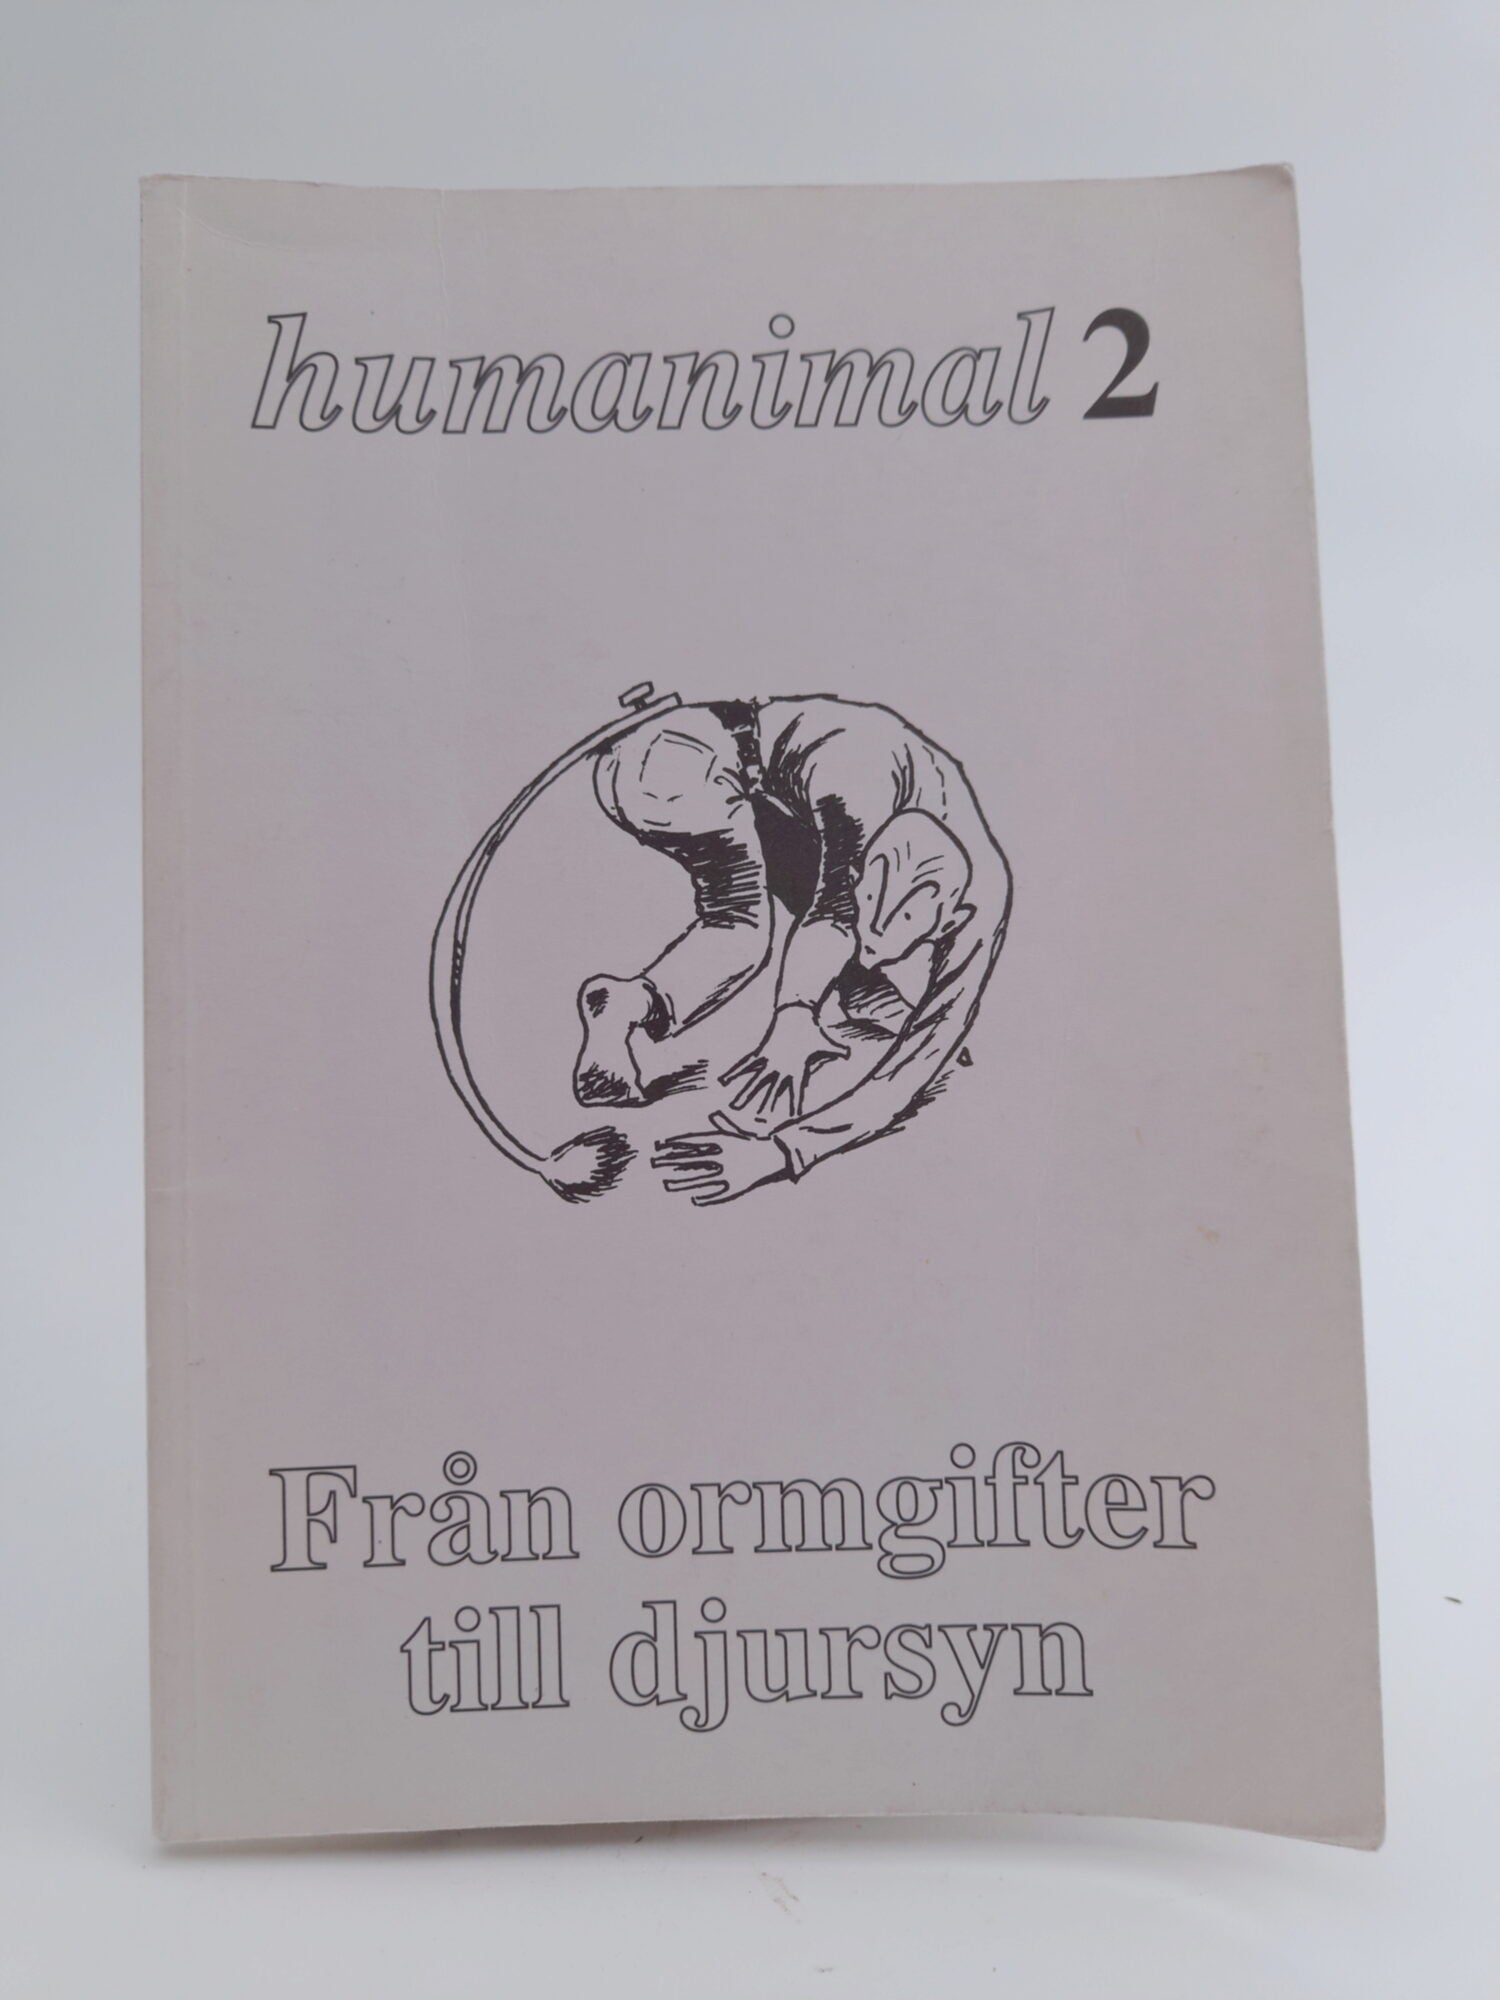 humanimal 2
Från ormgifter
till djursyn